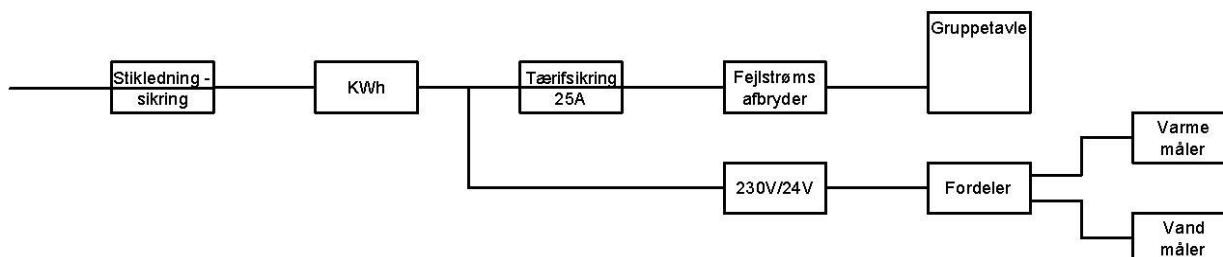 Gruppetavle
Stikledning -
sikring
KWh
Tærifsikring
25A
Fejlstrøms
afbryder
Varme
måler
230V/24V
Fordeler
Vand
måler